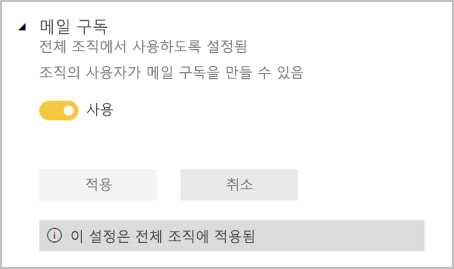 메일 구독
전체 조직에서 사용하도록 설정됨
조직의 사용자가 메일 구독을 만들 수 있음
사용
적용 취소
이 설정은 전체 조직에 적용됨